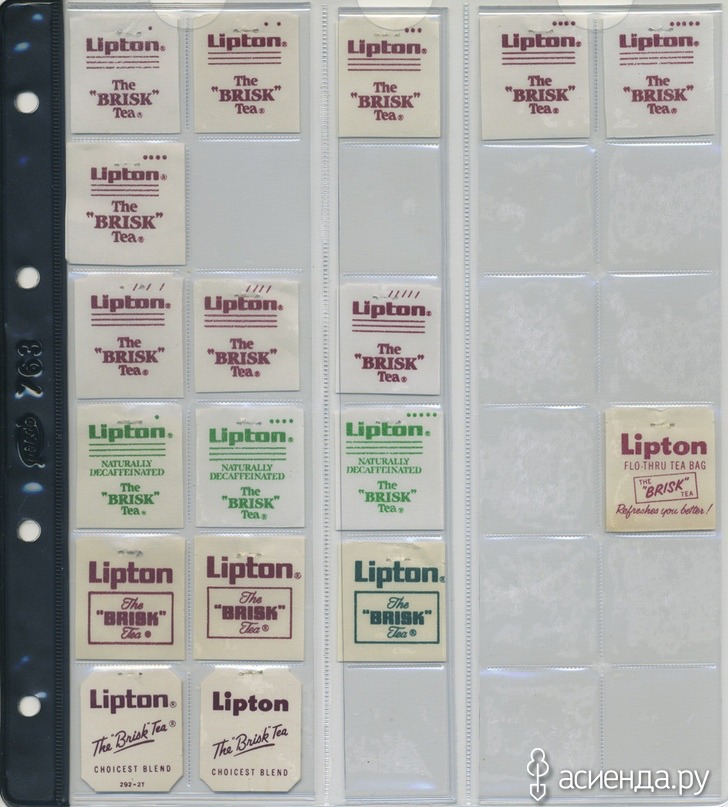 Lipton®
The
"BRISK"
Tea®
Lipton®
The
"BRISK"
Tea®
Lipton®
The
"BRISK"
Tea®
Lipton®
The
"BRISK"
Tea®
Lipton®
The
"BRISK"
Tea®
Lipton®
The
"BRISK"
Tea®
Lipton®
The
"BRISK"
Tea®
Lipton®
The
"BRISK"
Tea®
Lipton®
The
"BRISK"
Tea®
763
Lipton®
NATURALLY
DECAFFEINATED
The
"BRISK"
Tea®
Lipton®
NATURALLY
DECAFFEINATED
The
"BRISK"
Tea®
Lipton®
NATURALLY
DECAFFEINATED
The
"BRISK"
Tea®
Lipton
FLO-THRU TEA BAG
THE
"BRISK"
TEA
Refreshes you better!
Lipton
The
"BRISK"
Tea®
Lipton®
The
"BRISK"
Tea®
Lipton®
The
"BRISK"
Tea®
Lipton®
The "Brisk" Tea®
CHOICEST BLEND
292-2T
Lipton
The "Brisk" Tea
CHOICEST BLEND
асиенда.ру